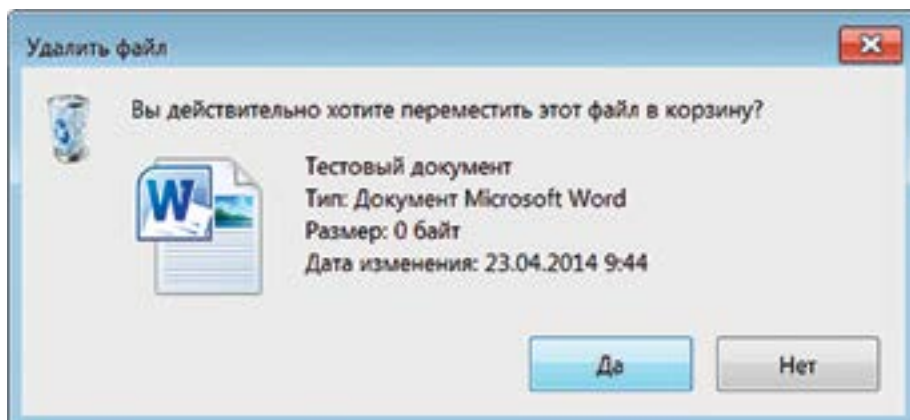 Удалить файл
Вы действительно хотите переместить этот файл в корзину?
W
Тестовый документ
Тип: Документ Microsoft Word
Размер: 0 байт
Дата изменения: 23.04.2014 9:44
Да
Нет